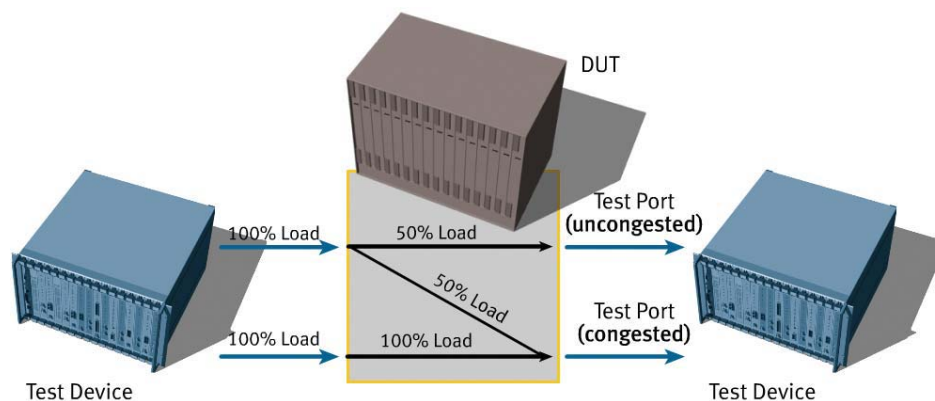 DUT
Test Port
(uncongested)
100% Load
50% Load
50% Load
Test Port
(congested)
100% Load
100% Load
Test Device
Test Device